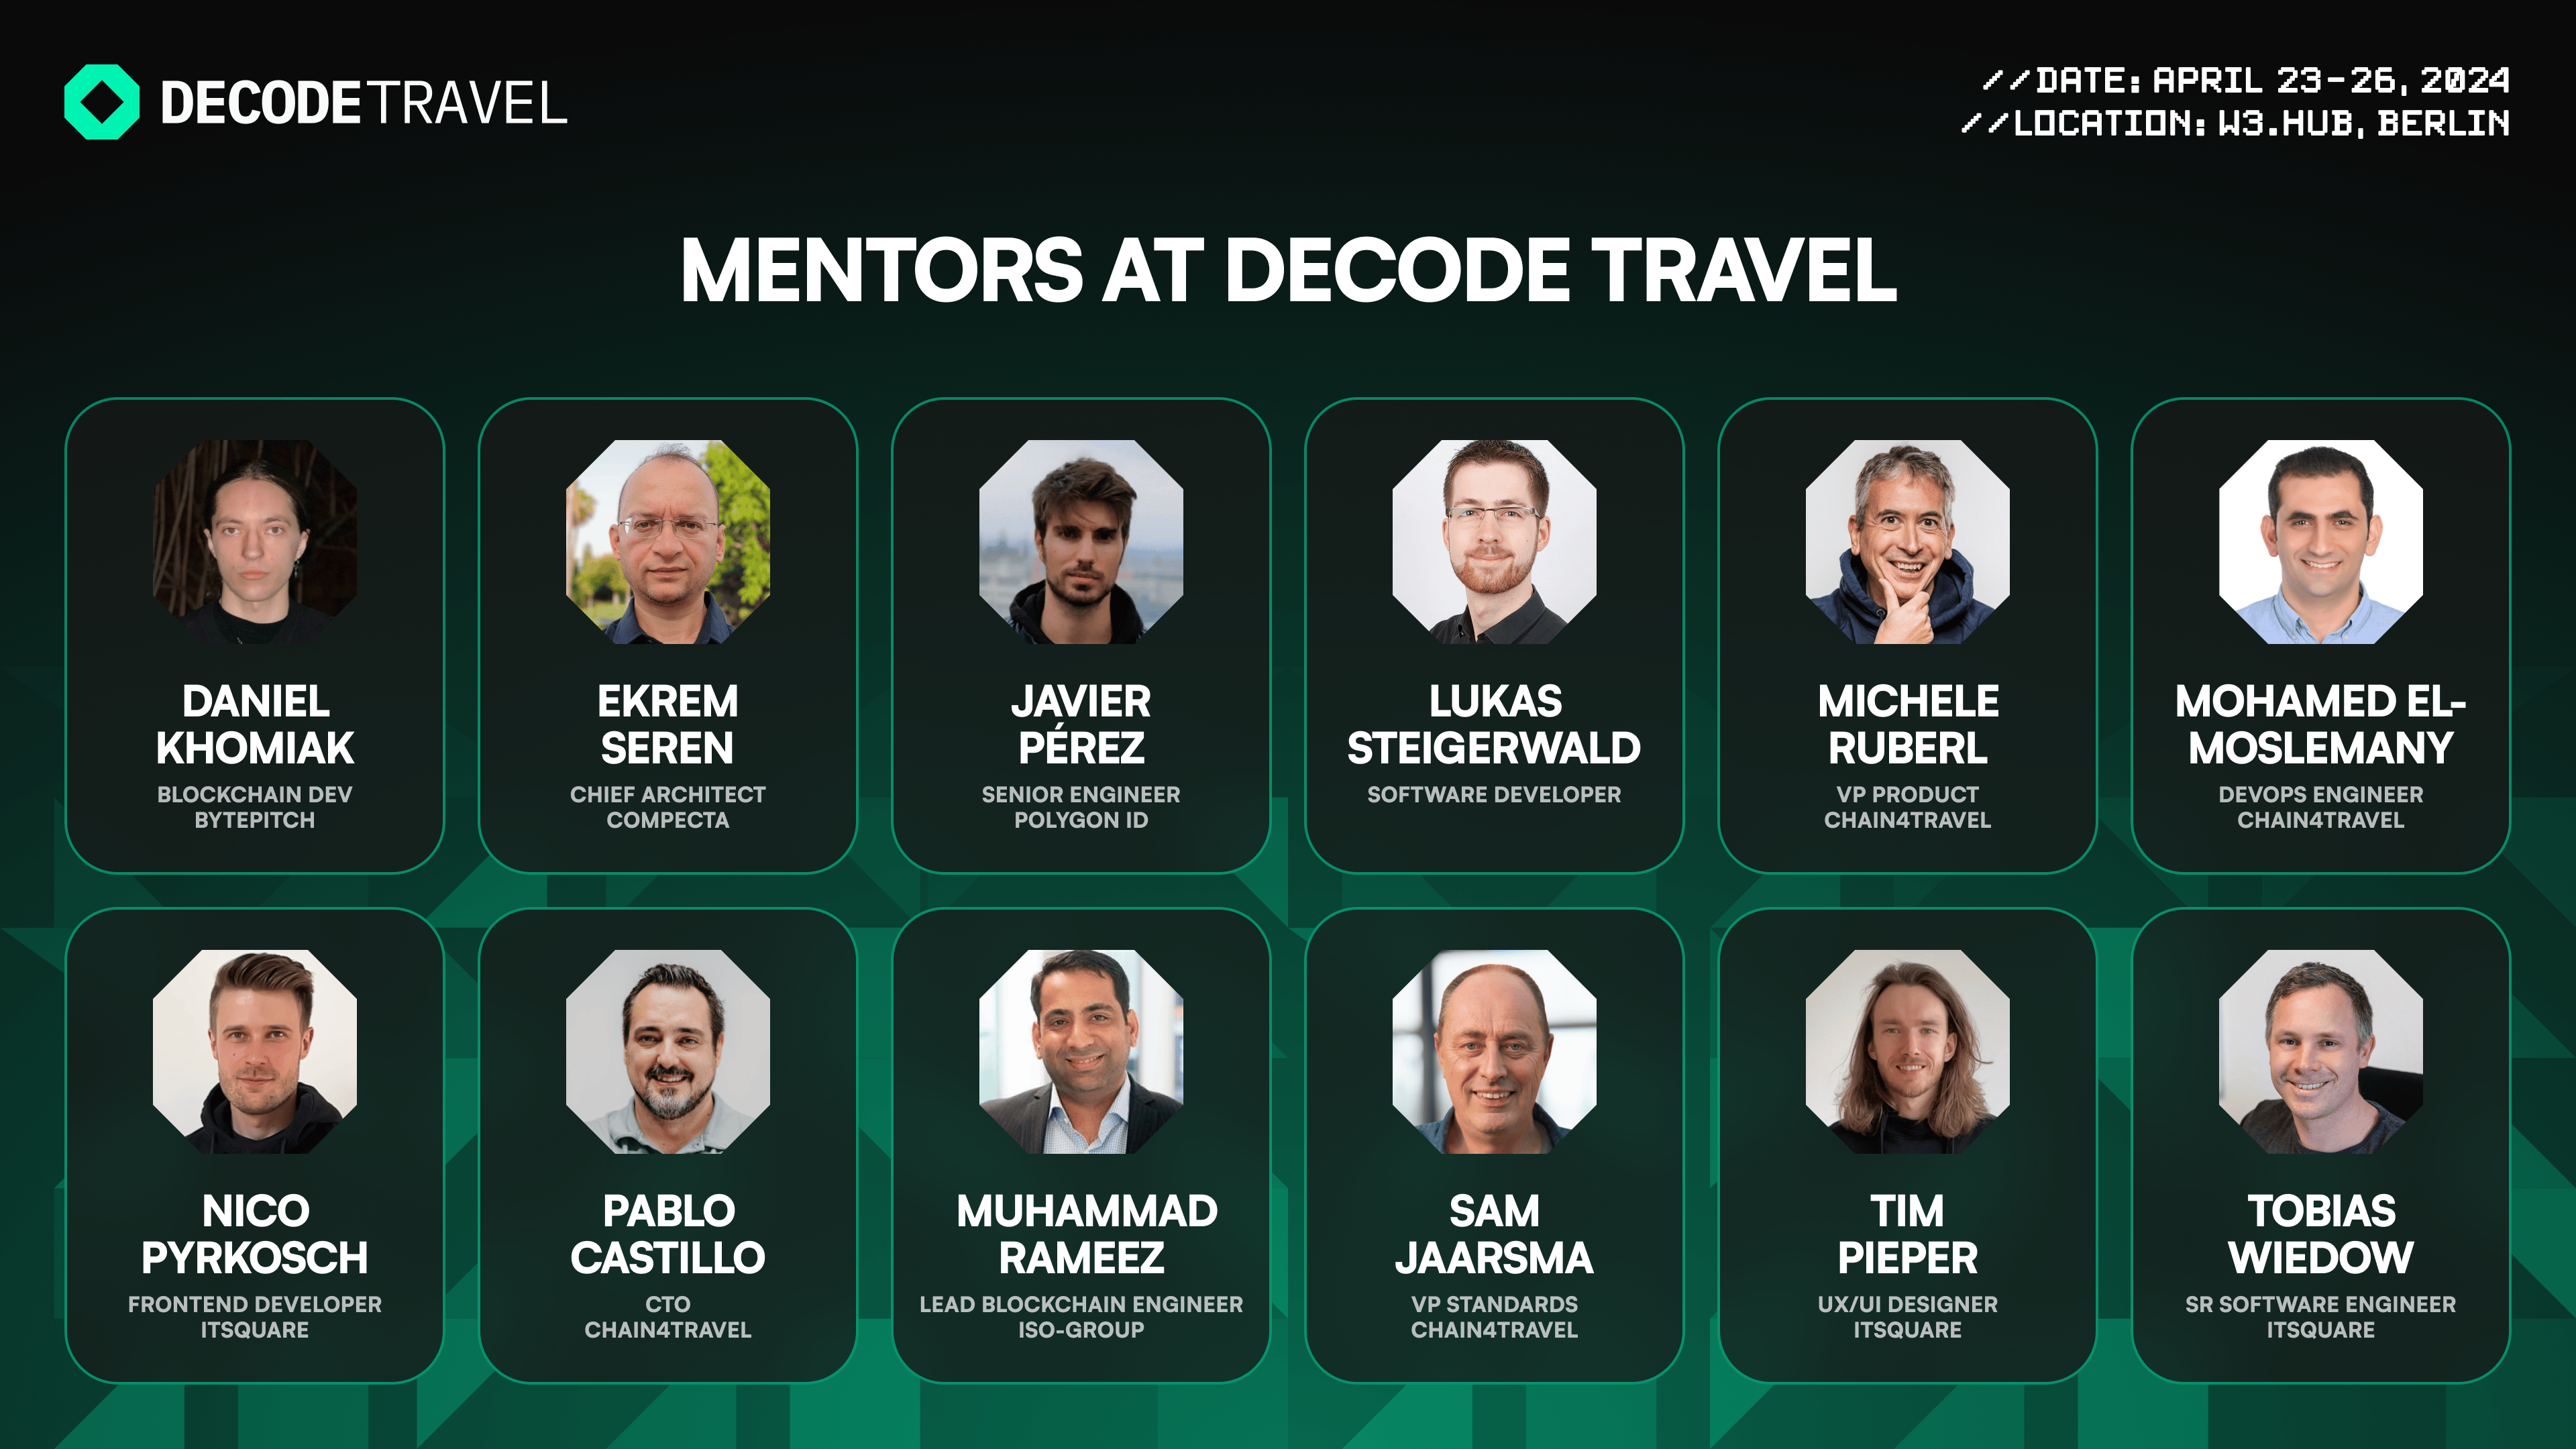 DECODETRAVEL
//DATE: APRIL 23-26, 2024
//LOCATION: W3.HUB, BERLIN
MENTORS AT DECODE TRAVEL
DANIEL
KHOMIAK
BLOCKCHAIN DEV
BYTEPITCH
EKREM
SEREN
CHIEF ARCHITECT
COMPECTA
JAVIER
PÉREZ
SENIOR ENGINEER
POLYGON ID
LUKAS
STEIGERWALD
SOFTWARE DEVELOPER
MICHELE
RUBERL
VP PRODUCT
CHAIN4TRAVEL
MOHAMED EL-
MOSLEMANY
DEVOPS ENGINEER
CHAIN4TRAVEL
NICO
PYRKOSCH
FRONTEND DEVELOPER
ITSQUARE
PABLO
CASTILLO
CTO
CHAIN4TRAVEL
MUHAMMAD
RAMEEZ
LEAD BLOCKCHAIN ENGINEER
ISO-GROUP
SAM
JAARSMA
VP STANDARDS
CHAIN4TRAVEL
TIM
PIEPER
UX/UI DESIGNER
ITSQUARE
TOBIAS
WIEDOW
SR SOFTWARE ENGINEER
ITSQUARE